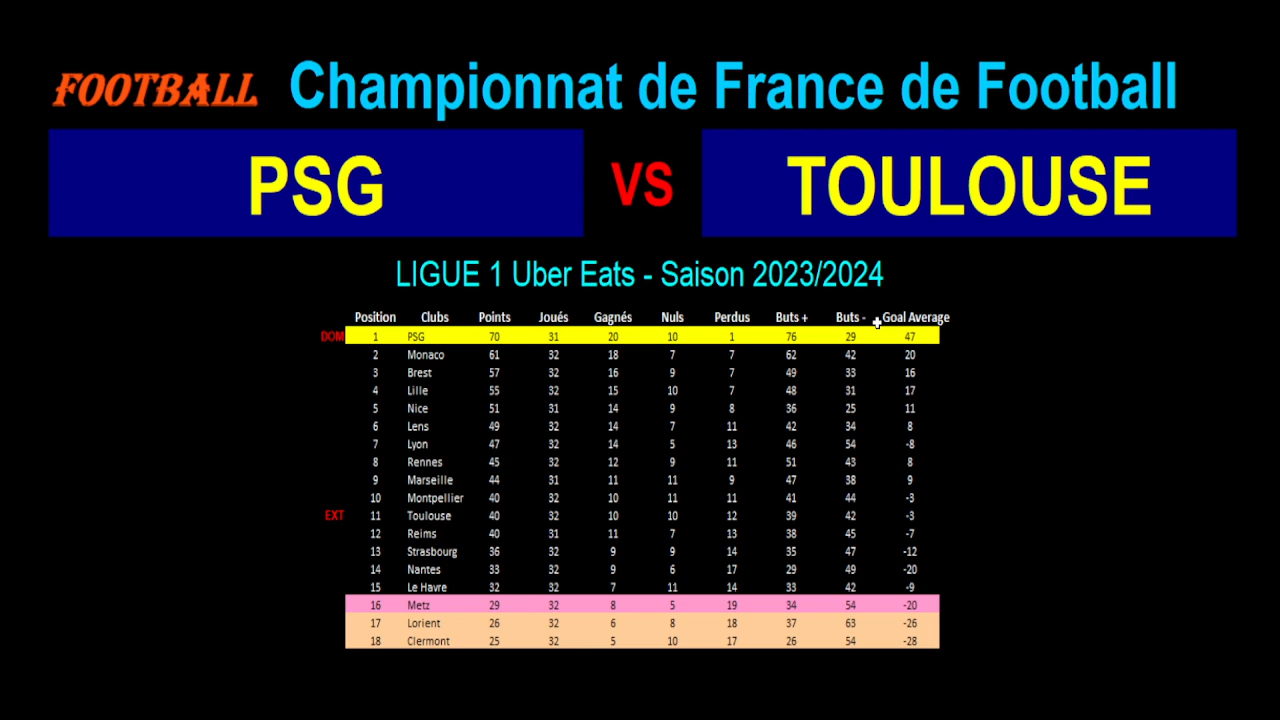 FOOTBALL Championnat de France de Football
PSG VS TOULOUSE
LIGUE 1 Uber Eats - Saison 2023/2024
Position Clubs Points Joués Gagnés Nuls Perdus Buts + Buts - Goal Average
DOM 1 PSG 70 31 20 10 1 76 29 47
2 Monaco 61 32 18 7 7 62 42 20
3 Brest 57 32 16 9 7 49 33 16
4 Lille 55 32 15 10 7 48 31 17
5 Nice 51 31 14 9 8 36 25 11
6 Lens 49 32 14 7 11 42 34 8
7 Lyon 47 32 14 5 13 46 54 -8
8 Rennes 45 32 12 9 11 51 43 8
9 Marseille 44 31 11 11 9 47 38 9
10 Montpellier 40 32 10 11 11 41 44 -3
EXT 11 Toulouse 40 32 10 10 12 39 42 -3
12 Reims 40 31 11 7 13 38 45 -7
13 Strasbourg 36 32 9 9 14 35 47 -12
14 Nantes 33 32 9 6 17 29 49 -20
15 Le Havre 32 32 7 11 14 33 42 -9
16 Metz 29 32 8 5 19 34 54 -20
17 Lorient 26 32 6 8 18 37 63 -26
18 Clermont 25 32 5 10 17 26 54 -28